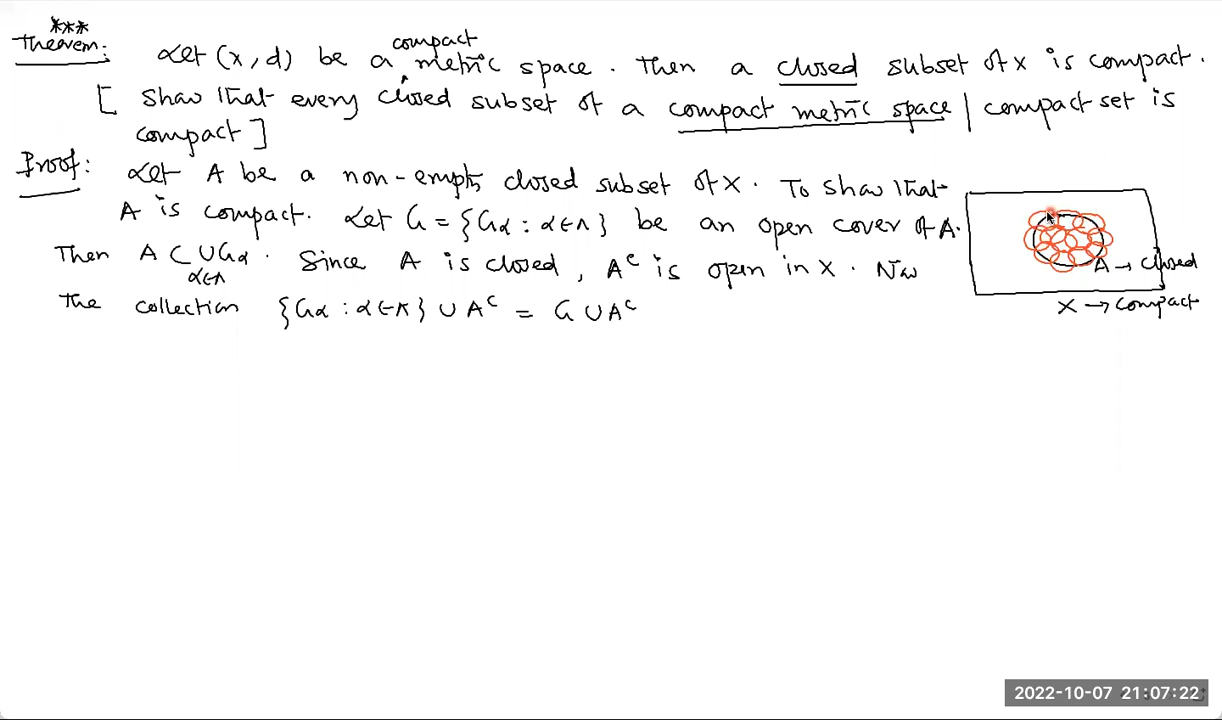 ***
Theorem: Let (X, d) be a compact metric space. Then a closed subset of X is compact.
[ Show that every closed subset of a compact metric space | compact set is
compact ]
Proof: Let A be a non-empty closed subset of X. To show that
A is compact. Let G = {Gα : α∈Λ} be an open cover of A.
Then A ⊂ ∪Gα. Since A is closed, A^c is open in X. Now
α∈Λ
the collection {Gα : α∈Λ} ∪ A^c = G ∪ A^c
A → closed
X → compact
2022-10-07 21:07:22